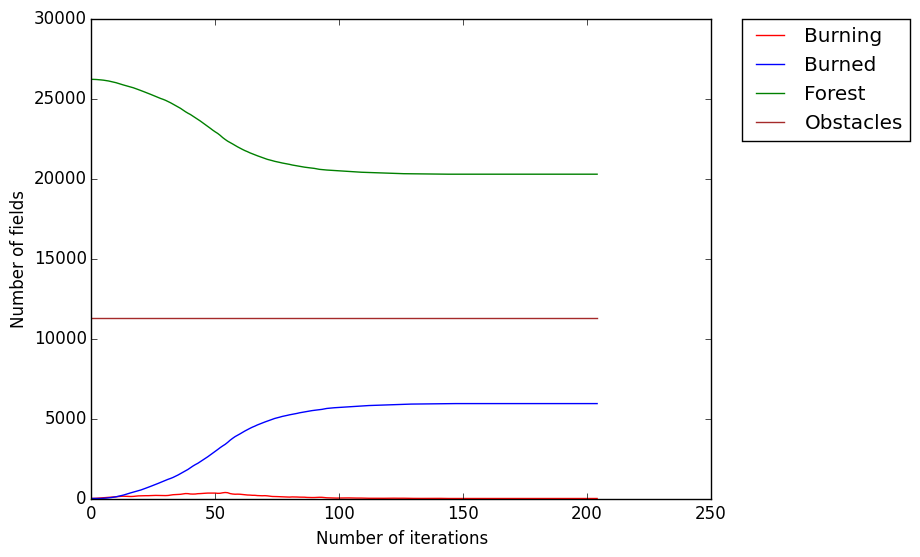 30000
25000
20000
15000
10000
5000
0
Number of fields
0 50 100 150 200 250
Number of iterations
Burning
Burned
Forest
Obstacles